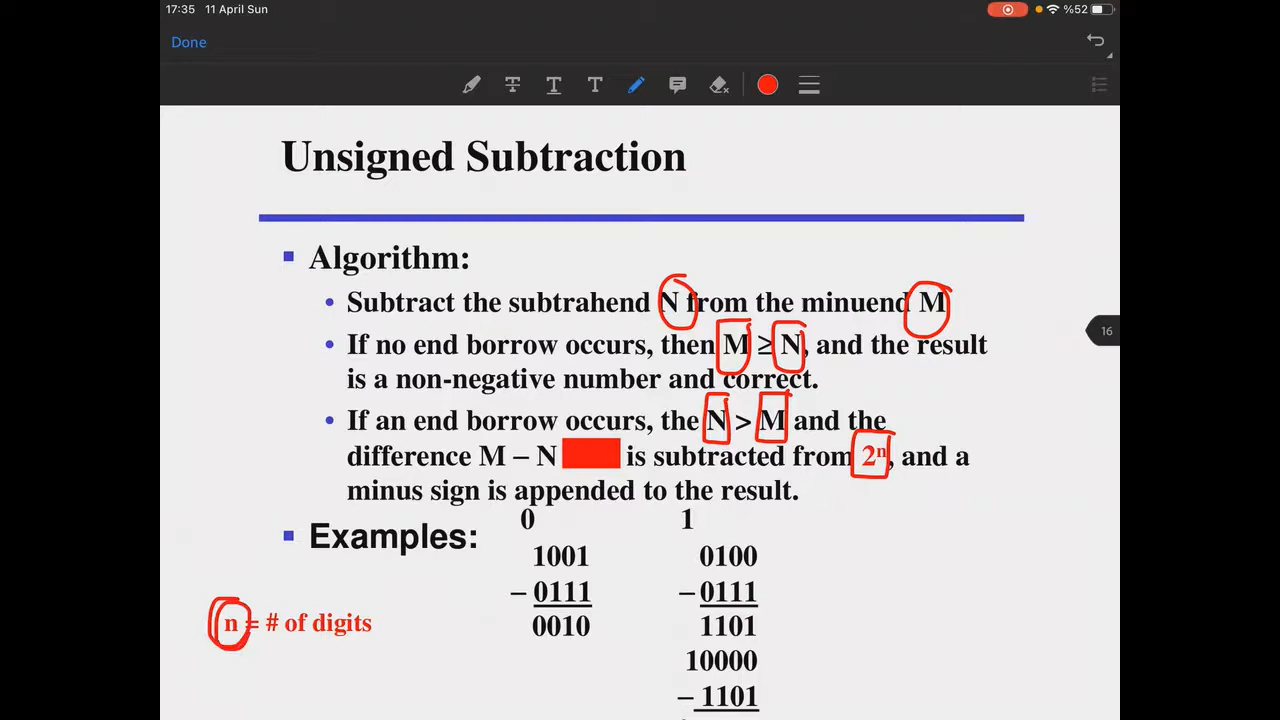 17:35 11 April Sun %52
Done
T T T
Unsigned Subtraction
Algorithm:
• Subtract the subtrahend N from the minuend M
• If no end borrow occurs, then M ≥ N, and the result
is a non-negative number and correct.
• If an end borrow occurs, the N > M and the
difference M – N is subtracted from 2ⁿ, and a
minus sign is appended to the result.
16
Examples:
0 1
1001 0100
– 0111 – 0111
0010 1101
n = # of digits
10000
– 1101